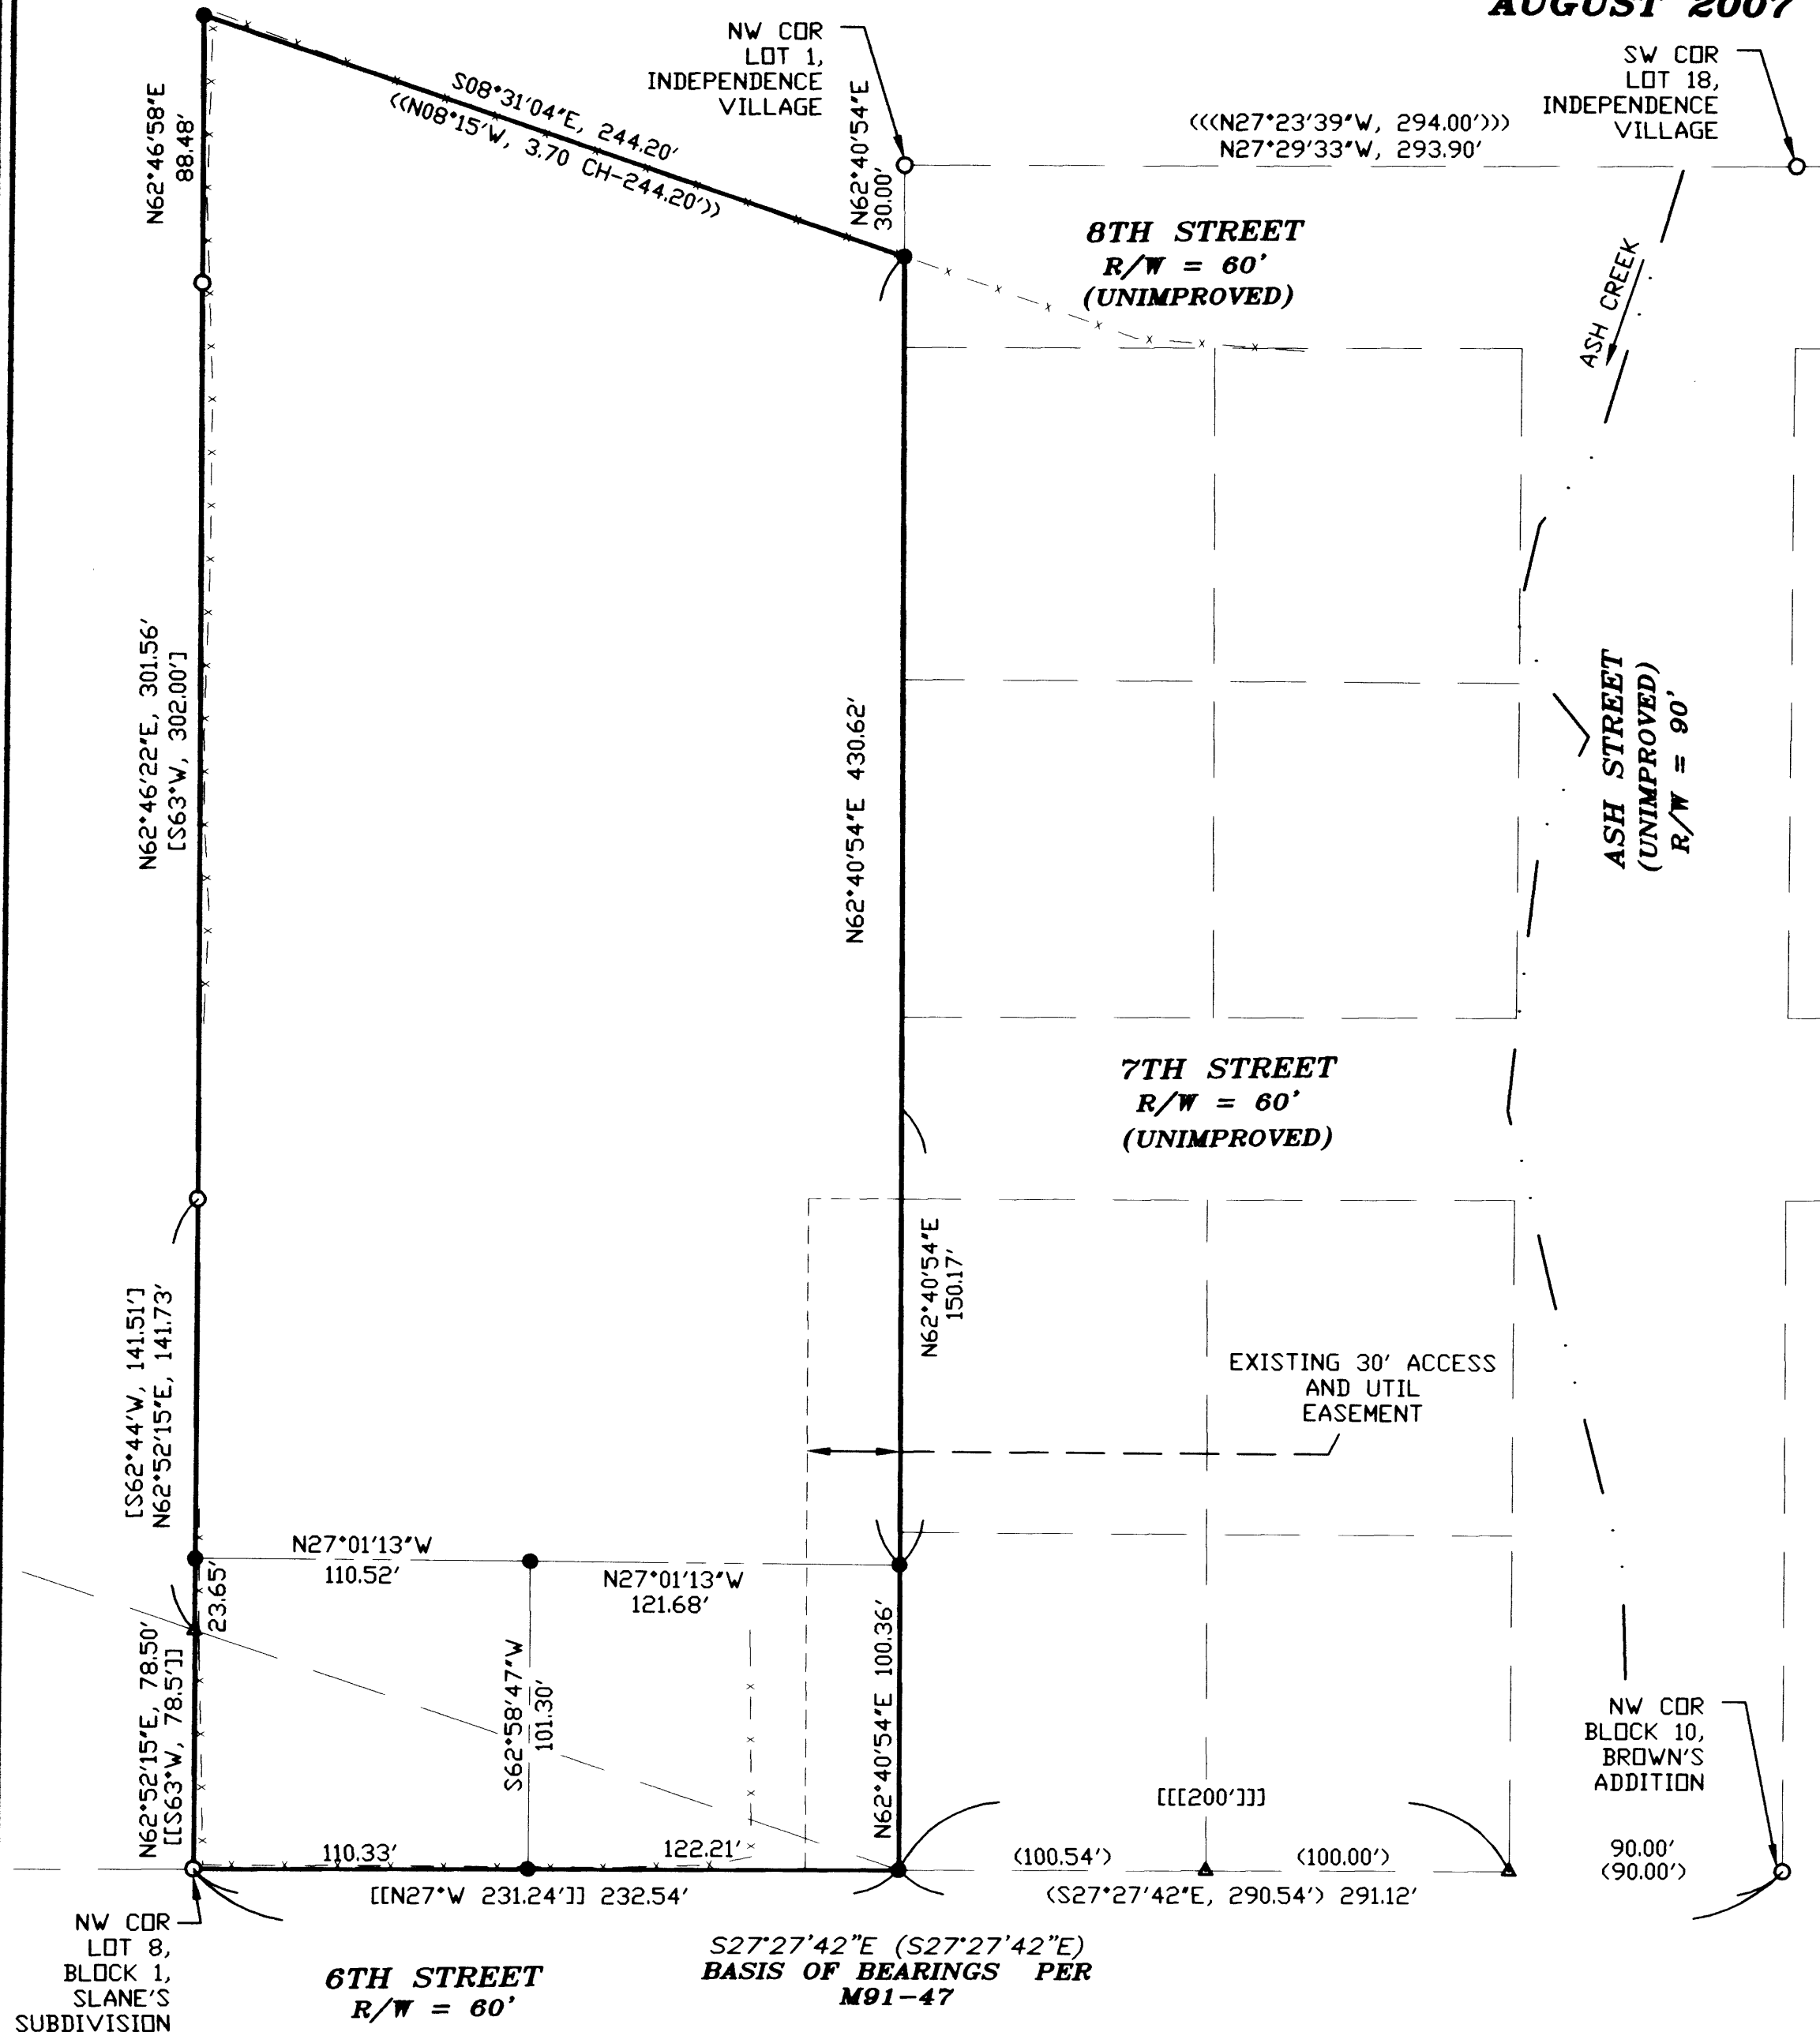 AUGUST 2007
NW COR
LOT 1,
INDEPENDENCE
VILLAGE
SW COR
LOT 18,
INDEPENDENCE
VILLAGE
N62°46'58"E
88.48'
S08°31'04"E, 244.20'
((N08°15'W, 3.70 CH-244.20'))
N62°40'54"E
30.00'
(((N27°23'39"W, 294.00')))
N27°29'33"W, 293.90'
8TH STREET
R/W = 60'
(UNIMPROVED)
ASH CREEK
N62°46'22"E, 301.56'
[S63°W, 302.00']
N62°40'54"E 430.62'
ASH STREET
(UNIMPROVED)
R/W = 90'
7TH STREET
R/W = 60'
(UNIMPROVED)
[S62°44'W, 141.51']
N62°52'15"E, 141.73'
N62°40'54"E
150.17'
EXISTING 30' ACCESS
AND UTIL
EASEMENT
N27°01'13"W
110.52'
N27°01'13"W
121.68'
23.65'
N62°52'15"E, 78.50'
[[S63°W, 78.5']]
S62°58'47"W
101.30'
N62°40'54"E 100.36'
NW COR
BLOCK 10,
BROWN'S
ADDITION
[[[200']]]
110.33'
122.21'
(100.54')
(100.00')
90.00'
(90.00')
[[N27°W 231.24']] 232.54'
(S27°27'42"E, 290.54') 291.12'
NW COR
LOT 8,
BLOCK 1,
SLANE'S
SUBDIVISION
6TH STREET
R/W = 60'
S27°27'42"E (S27°27'42"E)
BASIS OF BEARINGS PER
M91-47